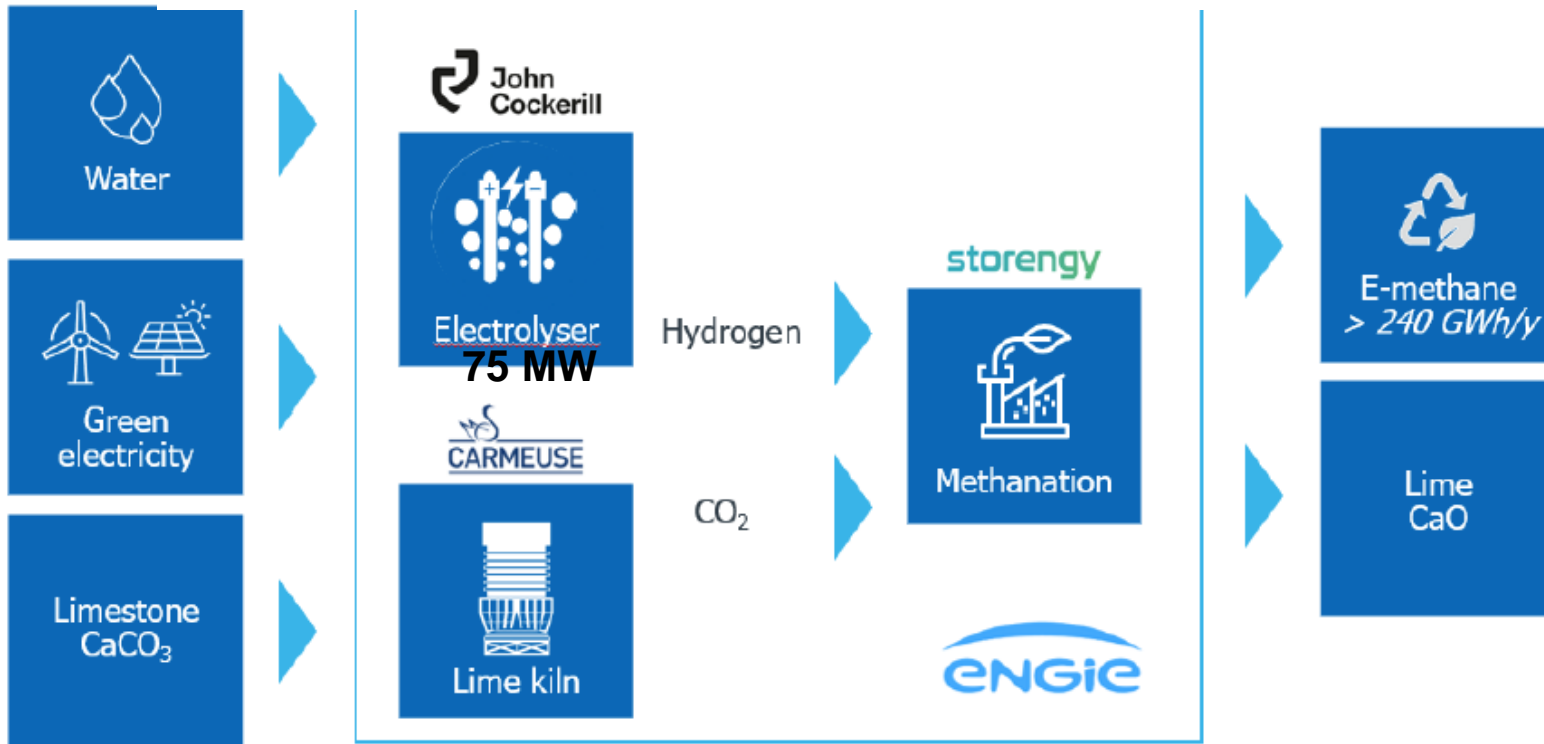 Water
Green
electricity
Limestone
CaCO₃
John
Cockerill
Electrolyser
75 MW
CARMEUSE
Lime kiln
Hydrogen
CO₂
storengy
Methanation
ENGIE
E-methane
> 240 GWh/y
Lime
CaO